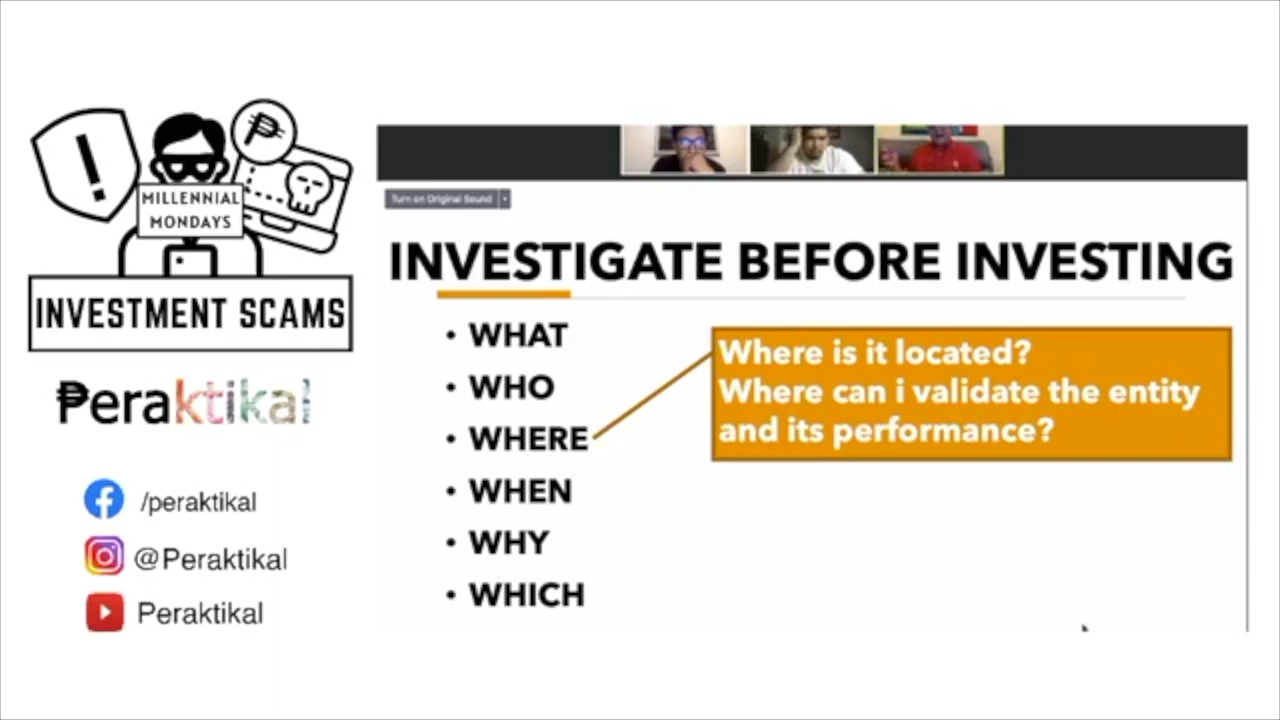 MILLENNIAL
MONDAYS
INVESTMENT SCAMS
₱eraktikal
/peraktikal
@Peraktikal
Peraktikal
Turn on Original Sound
INVESTIGATE BEFORE INVESTING
• WHAT
• WHO
• WHERE
• WHEN
• WHY
• WHICH
Where is it located?
Where can i validate the entity
and its performance?